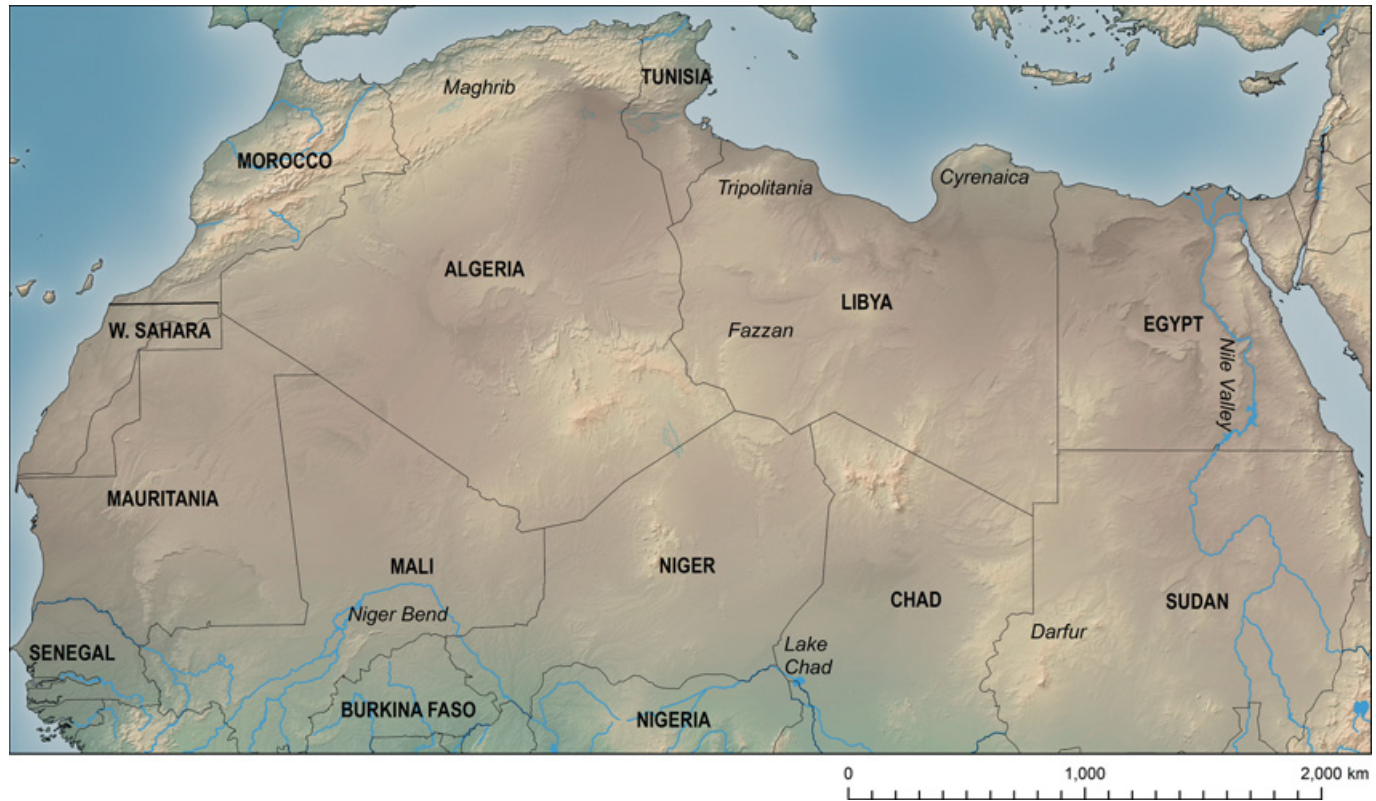 Maghrib
TUNISIA
MOROCCO
Tripolitania
Cyrenaica
ALGERIA
LIBYA
W. SAHARA
Fazzan
EGYPT
Nile Valley
MAURITANIA
MALI
NIGER
CHAD
SUDAN
Niger Bend
Darfur
SENEGAL
Lake
Chad
BURKINA FASO
NIGERIA
0 1,000 2,000 km